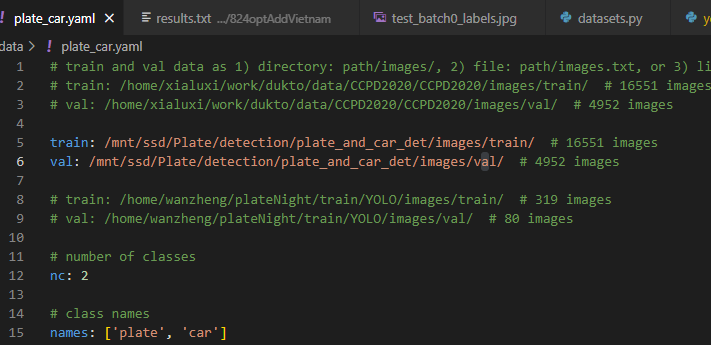 plate_car.yaml
results.txt .../824optAddVietnam
test_batch0_labels.jpg
datasets.py
data > ! plate_car.yaml
1 # train and val data as 1) directory: path/images/, 2) file: path/images.txt, or 3) li
2 # train: /home/xialuxi/work/dukto/data/CCPD2020/CCPD2020/images/train/ # 16551 images
3 # val: /home/xialuxi/work/dukto/data/CCPD2020/CCPD2020/images/val/ # 4952 images
4
5 train: /mnt/ssd/Plate/detection/plate_and_car_det/images/train/ # 16551 images
6 val: /mnt/ssd/Plate/detection/plate_and_car_det/images/val/ # 4952 images
7
8 # train: /home/wanzheng/plateNight/train/YOLO/images/train/ # 319 images
9 # val: /home/wanzheng/plateNight/train/YOLO/images/val/ # 80 images
10
11 # number of classes
12 nc: 2
13
14 # class names
15 names: ['plate', 'car']